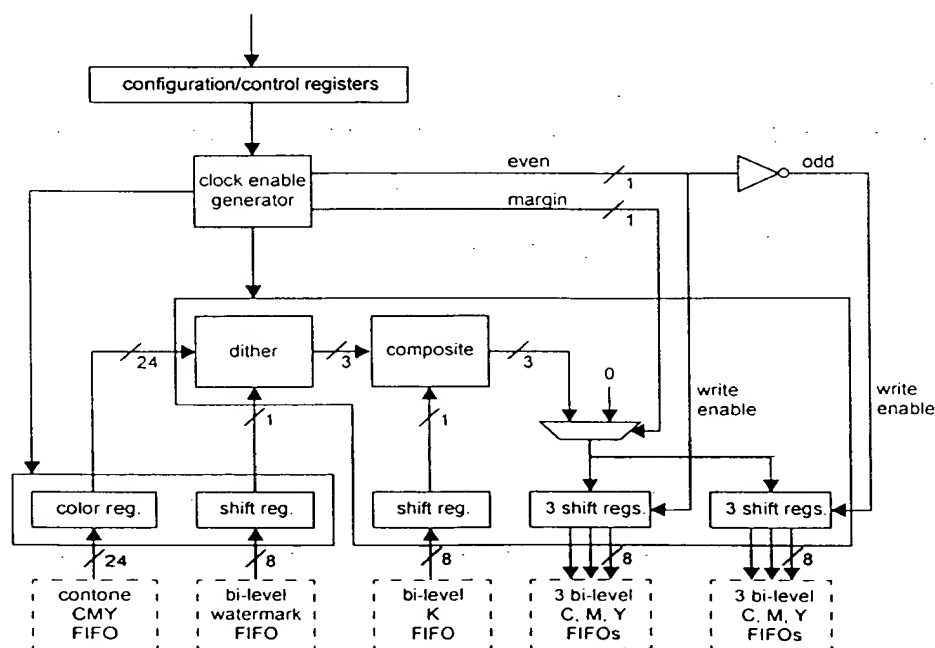 configuration/control registers
clock enable
generator
even
1
odd
margin
1
dither
composite
24
3
3
0
1
1
write
enable
write
enable
color reg.
shift reg.
shift reg.
3 shift regs.
3 shift regs.
24
8
8
8
8
contone
CMY
FIFO
bi-level
watermark
FIFO
bi-level
K
FIFO
3 bi-level
C, M, Y
FIFOs
3 bi-level
C, M, Y
FIFOs